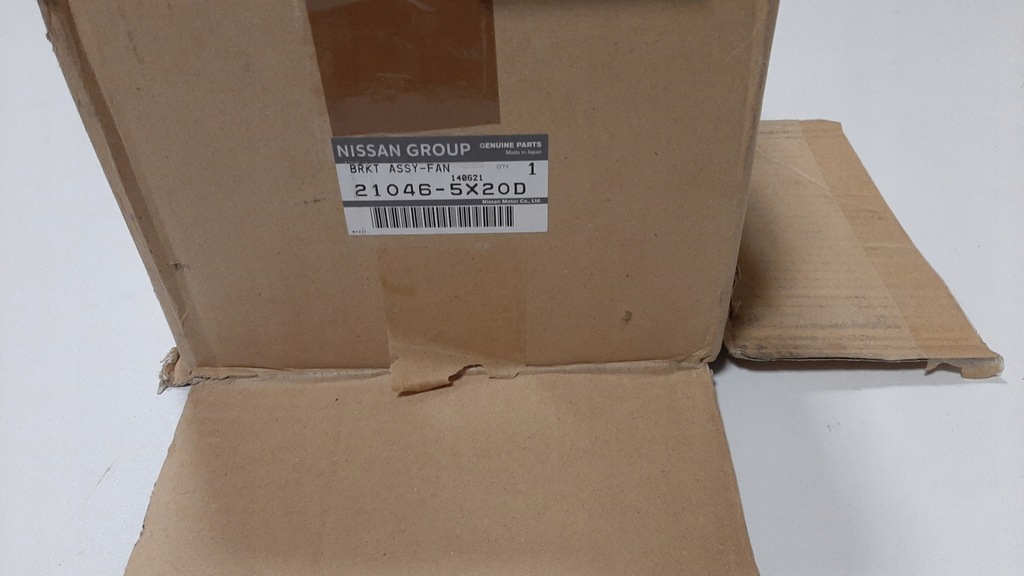 NISSAN GROUP GENUINE PARTS
Made in Japan
BRKT ASSY-FAN QTY 1
140621
21046-5X20D
Nissan Motor Co., Ltd